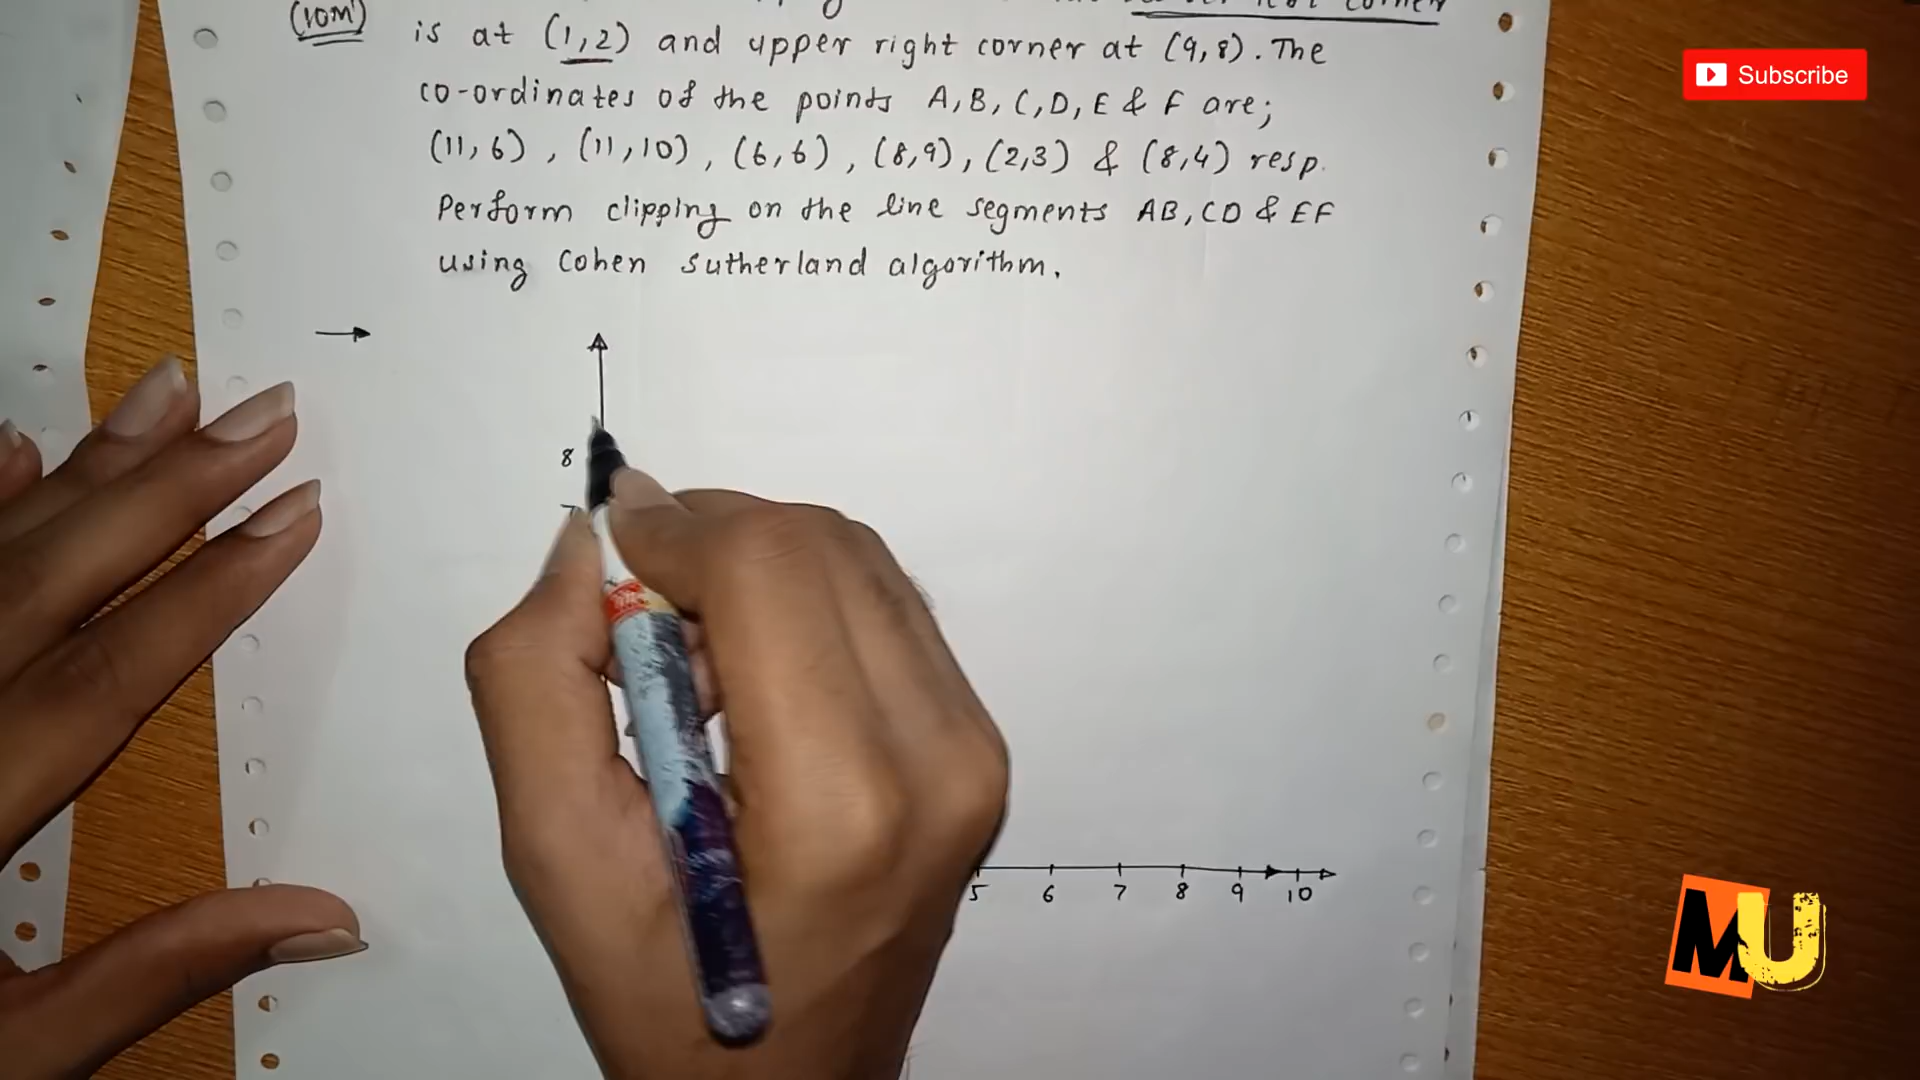 (10M)
is at (1,2) and upper right corner at (9,8). The
co-ordinates of the points A, B, C, D, E & F are;
(11,6), (11,10), (6,6), (8,9), (2,3) & (8,4) resp.
Perform clipping on the line segments AB, CD & EF
using Cohen Sutherland algorithm.
8
7
5 6 7 8 9 10
Subscribe
MU